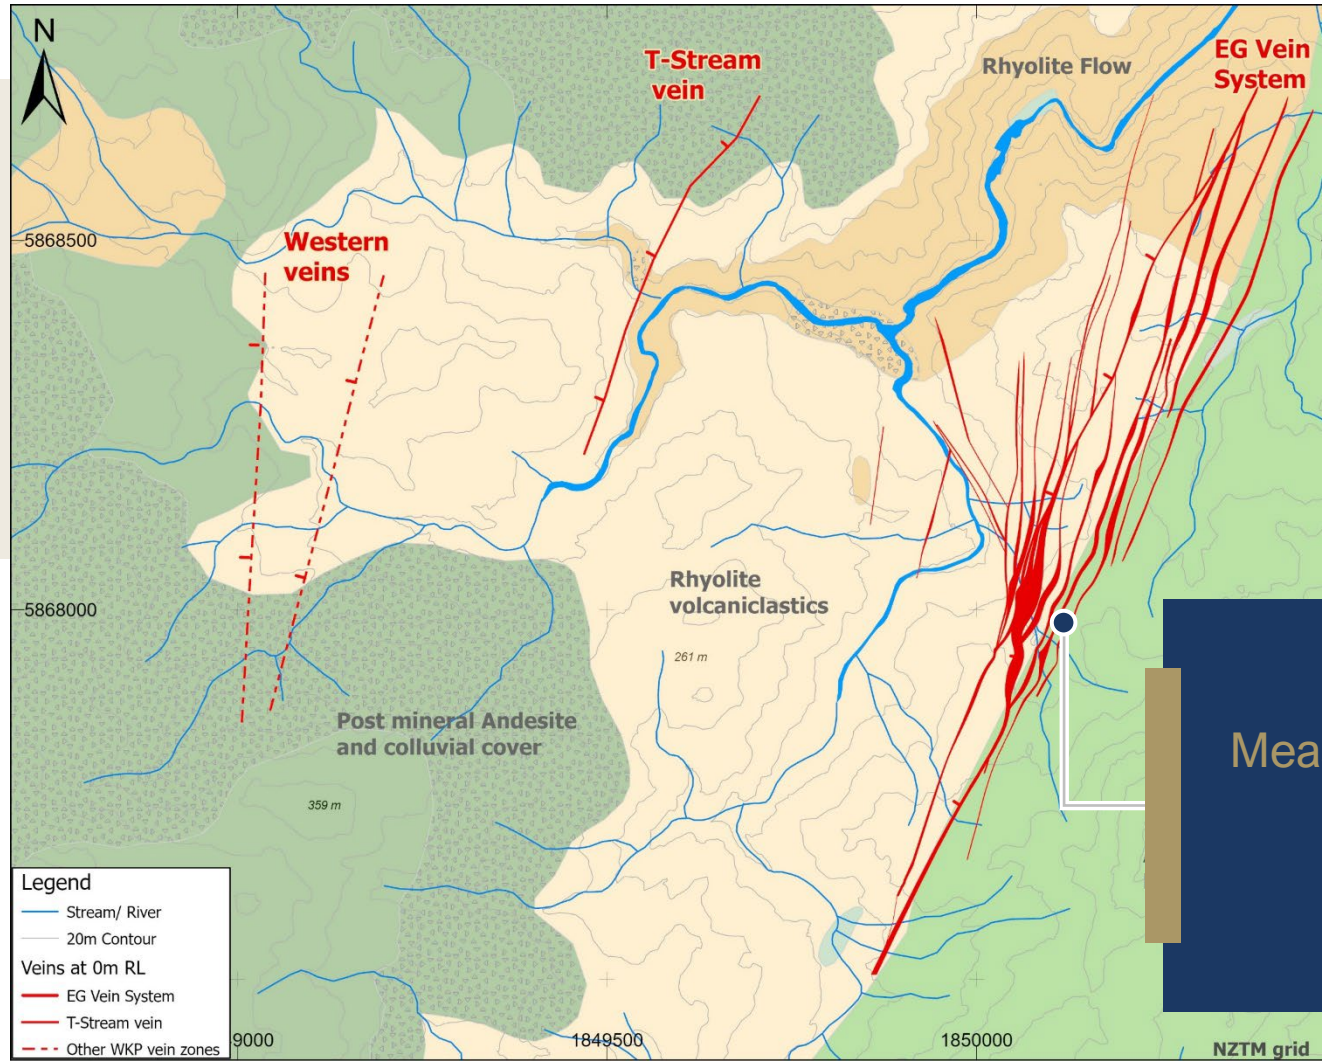 N
T-Stream
vein
Rhyolite Flow
EG Vein
System
5868500
Western
veins
5868000
Rhyolite
volcaniclastics
261 m
Post mineral Andesite
and colluvial cover
359 m
Mea
Legend
Stream/ River
20m Contour
Veins at 0m RL
EG Vein System
T-Stream vein
Other WKP vein zones
9000
1849500
1850000
NZTM grid